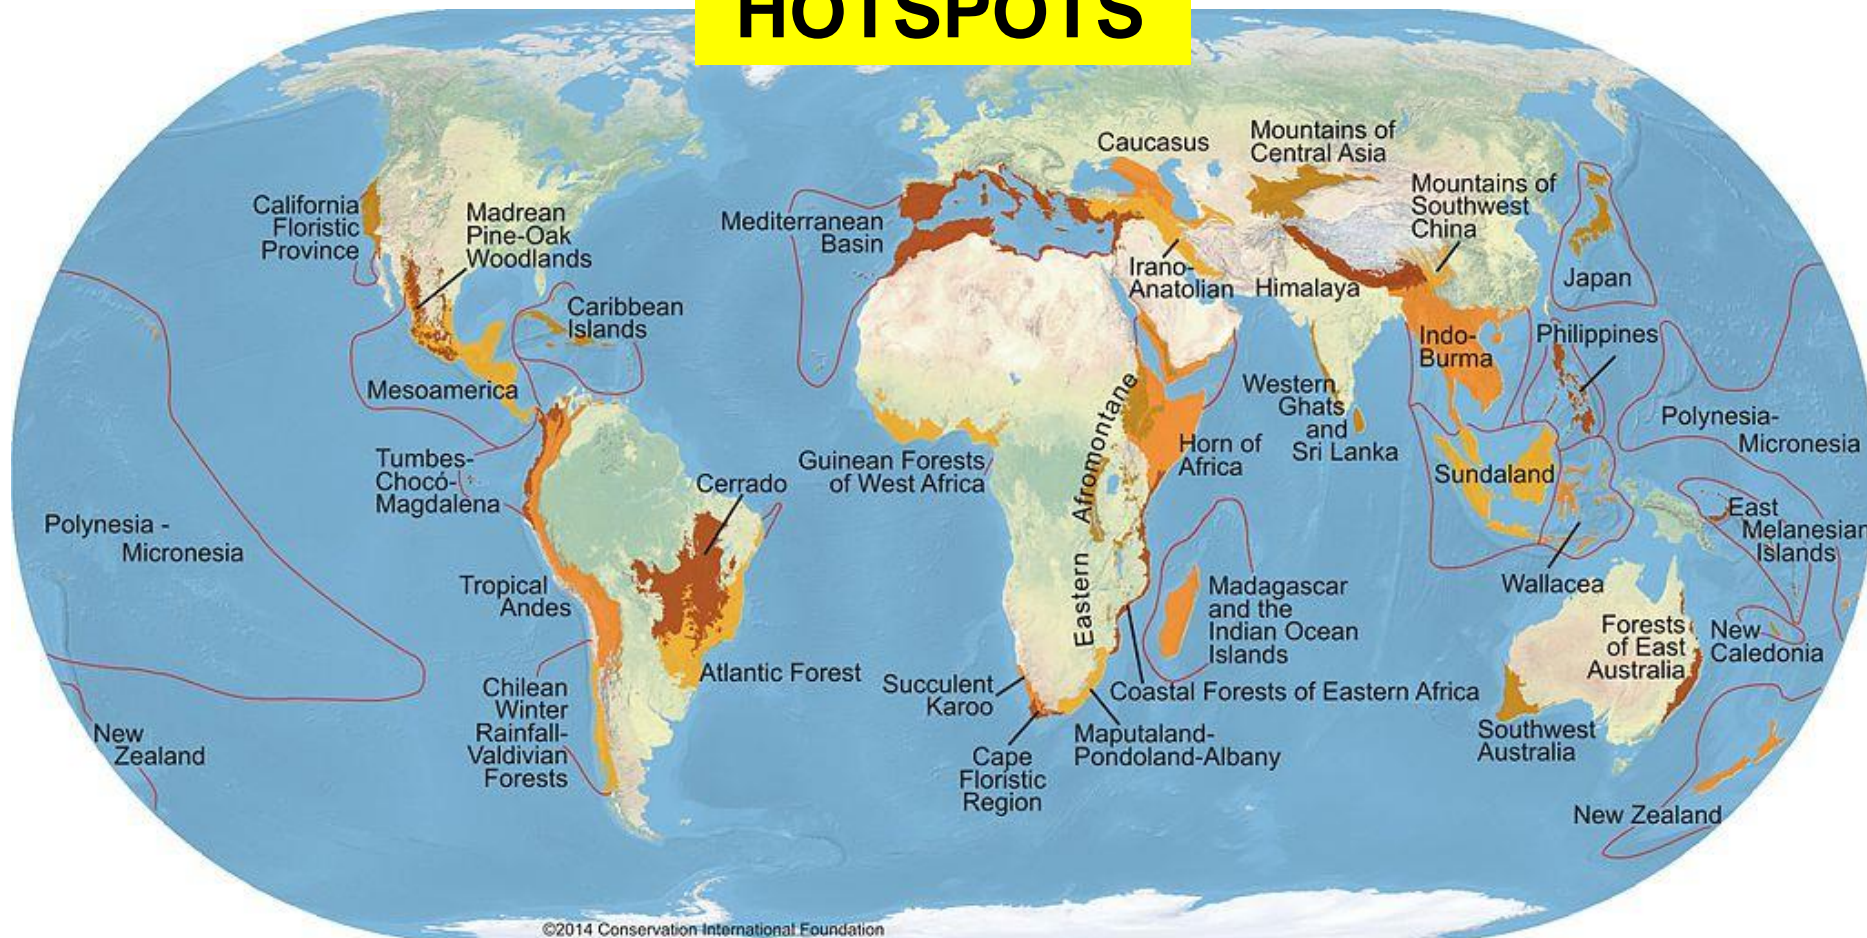 HOTSPOTS
Caucasus
Mountains of
Central Asia
Mountains of
Southwest
China
California
Floristic
Province
Madrean
Pine-Oak
Woodlands
Mediterranean
Basin
Irano-
Anatolian
Himalaya
Japan
Caribbean
Islands
Indo-
Burma
Philippines
Mesoamerica
Western
Ghats
and
Sri Lanka
Polynesia-
Micronesia
Tumbes-
Chocó-
Magdalena
Cerrado
Guinean Forests
of West Africa
Eastern Afromontane
Horn of
Africa
Sundaland
Polynesia -
Micronesia
East
Melanesian
Islands
Tropical
Andes
Madagascar
and the
Indian Ocean
Islands
Wallacea
Forests
of East
Australia
New
Caledonia
Atlantic Forest
Succulent
Karoo
Coastal Forests of Eastern Africa
Chilean
Winter
Rainfall-
Valdivian
Forests
New
Zealand
Cape
Floristic
Region
Maputaland-
Pondoland-Albany
Southwest
Australia
New Zealand
©2014 Conservation International Foundation